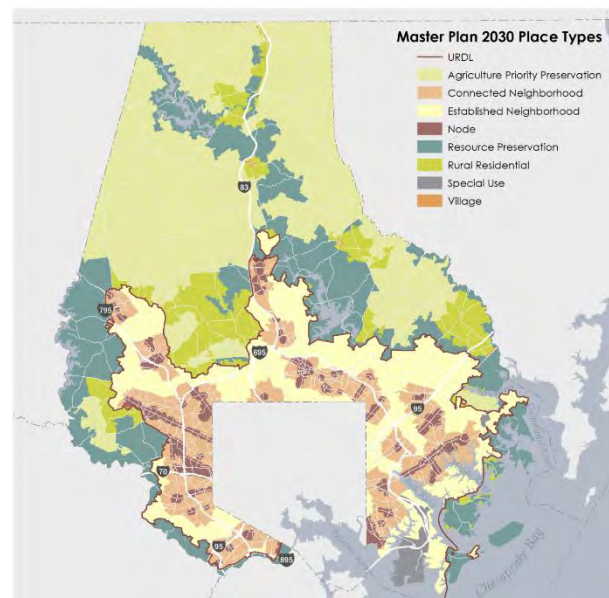 Master Plan 2030 Place Types
URDL
Agriculture Priority Preservation
Connected Neighborhood
Established Neighborhood
Node
Resource Preservation
Rural Residential
Special Use
Village
83
795
695
95
70
95
895
Chesapeake Bay